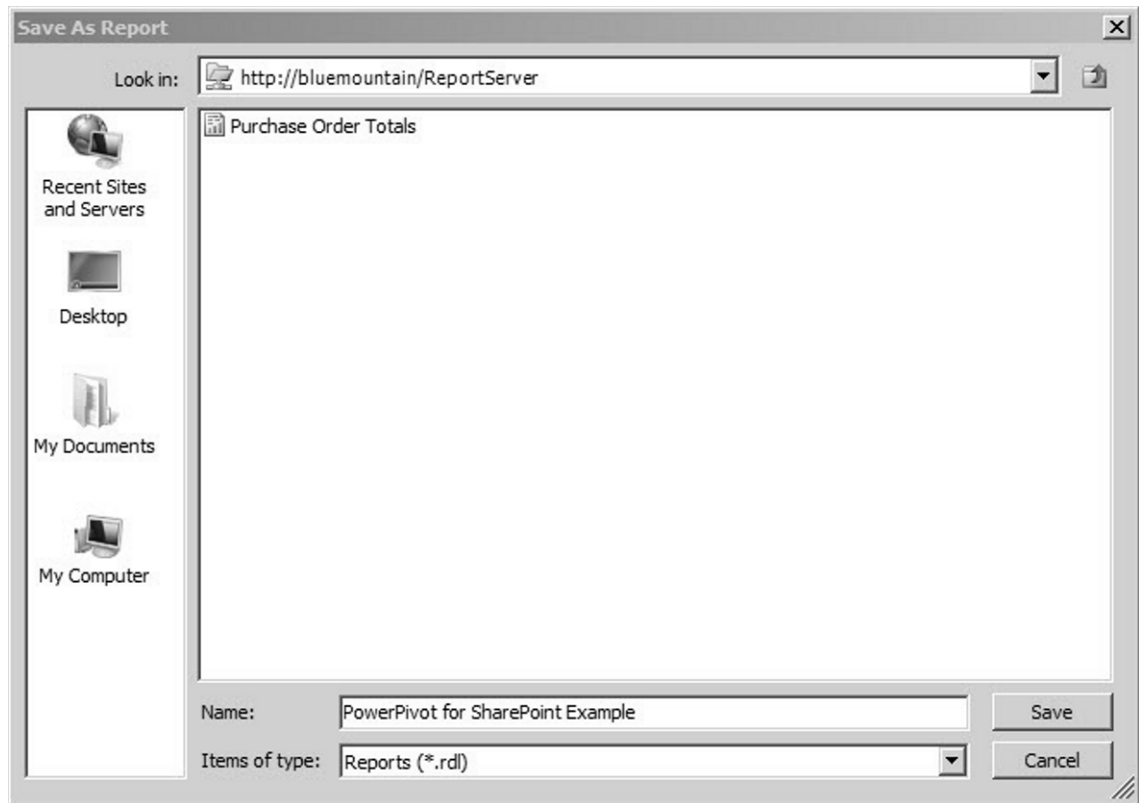 Save As Report
Look in:
http://bluemountain/ReportServer
Purchase Order Totals
Recent Sites
and Servers
Desktop
My Documents
My Computer
Name:
PowerPivot for SharePoint Example
Save
Items of type:
Reports (*.rdl)
Cancel